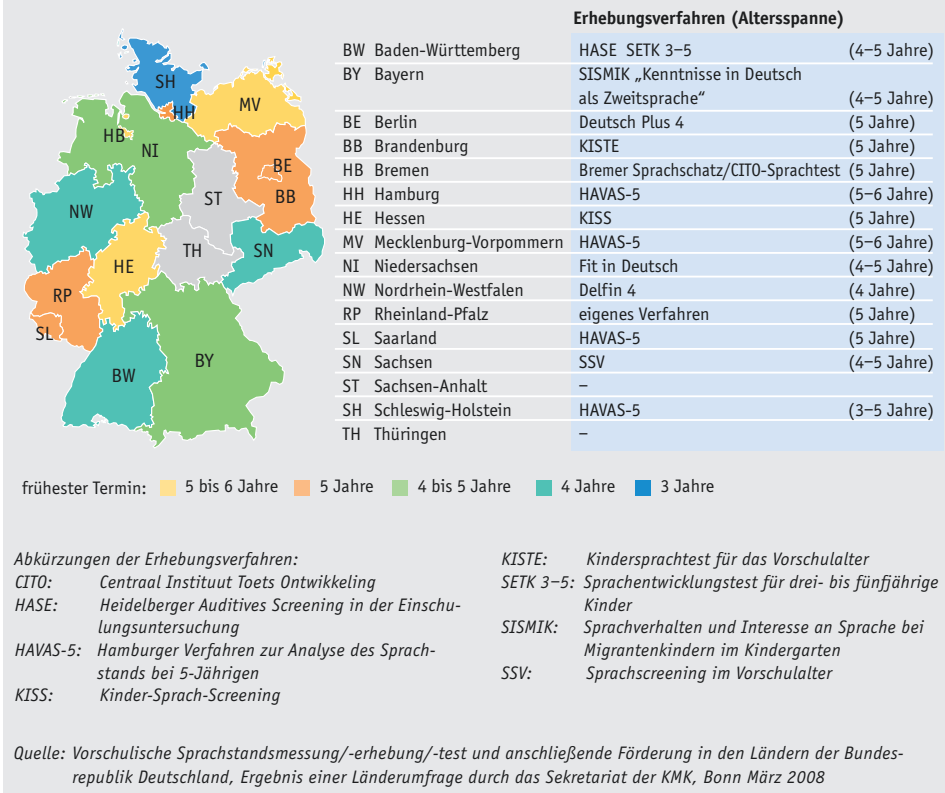 Erhebungsverfahren (Altersspanne)
BW Baden-Württemberg HASE SETK 3–5 (4–5 Jahre)
BY Bayern SISMIK „Kenntnisse in Deutsch
als Zweitsprache“ (4–5 Jahre)
BE Berlin Deutsch Plus 4 (5 Jahre)
BB Brandenburg KISTE (5 Jahre)
HB Bremen Bremer Sprachschatz/CITO-Sprachtest (5 Jahre)
HH Hamburg HAVAS-5 (5–6 Jahre)
HE Hessen KISS (5 Jahre)
MV Mecklenburg-Vorpommern HAVAS-5 (5–6 Jahre)
NI Niedersachsen Fit in Deutsch (4–5 Jahre)
NW Nordrhein-Westfalen Delfin 4 (4 Jahre)
RP Rheinland-Pfalz eigenes Verfahren (5 Jahre)
SL Saarland HAVAS-5 (5 Jahre)
SN Sachsen SSV (4–5 Jahre)
ST Sachsen-Anhalt –
SH Schleswig-Holstein HAVAS-5 (3–5 Jahre)
TH Thüringen –
SH
HH
MV
HB
NI
BE
BB
ST
NW
TH
SN
HE
RP
SL
BW
BY
frühester Termin: 5 bis 6 Jahre 5 Jahre 4 bis 5 Jahre 4 Jahre 3 Jahre
Abkürzungen der Erhebungsverfahren:
CITO: Centraal Instituut Toets Ontwikkeling
HASE: Heidelberger Auditives Screening in der Einschu-
lungsuntersuchung
HAVAS-5: Hamburger Verfahren zur Analyse des Sprach-
stands bei 5-Jährigen
KISS: Kinder-Sprach-Screening
KISTE: Kindersprachtest für das Vorschulalter
SETK 3–5: Sprachentwicklungstest für drei- bis fünfjährige
Kinder
SISMIK: Sprachverhalten und Interesse an Sprache bei
Migrantenkindern im Kindergarten
SSV: Sprachscreening im Vorschulalter
Quelle: Vorschulische Sprachstandsmessung/-erhebung/-test und anschließende Förderung in den Ländern der Bundes-
republik Deutschland, Ergebnis einer Länderumfrage durch das Sekretariat der KMK, Bonn März 2008